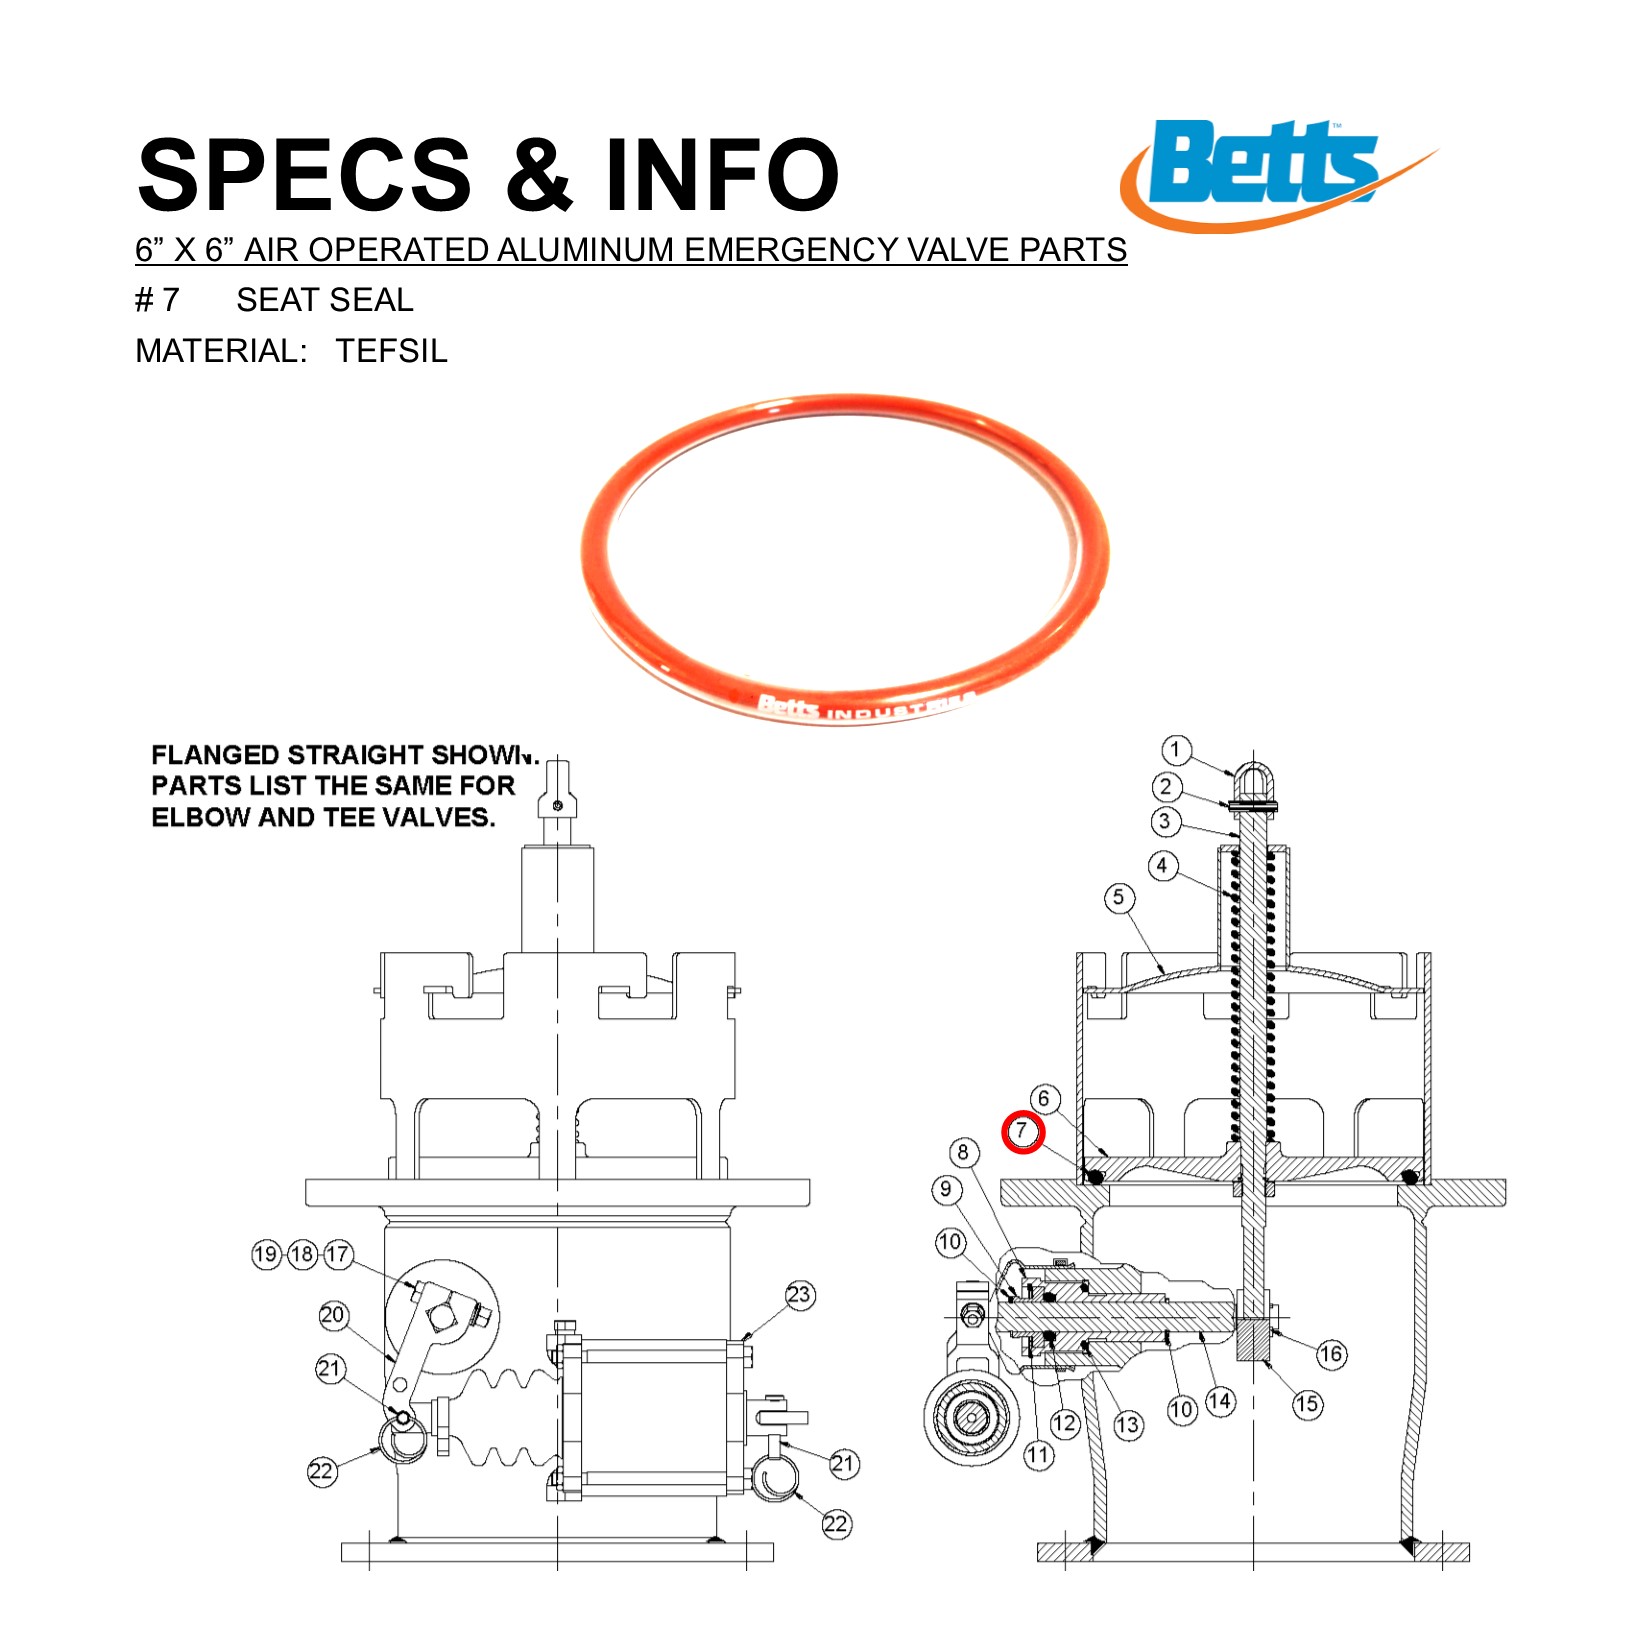 SPECS & INFO
Betts™
6” X 6” AIR OPERATED ALUMINUM EMERGENCY VALVE PARTS
# 7 SEAT SEAL
MATERIAL: TEFSIL
Betts
FLANGED STRAIGHT SHOWN.
PARTS LIST THE SAME FOR
ELBOW AND TEE VALVES.
1
2
3
4
5
6
7
8
9
10
19 18 17
20
21
22
23
21
22
16
15
14
10
13
12
11